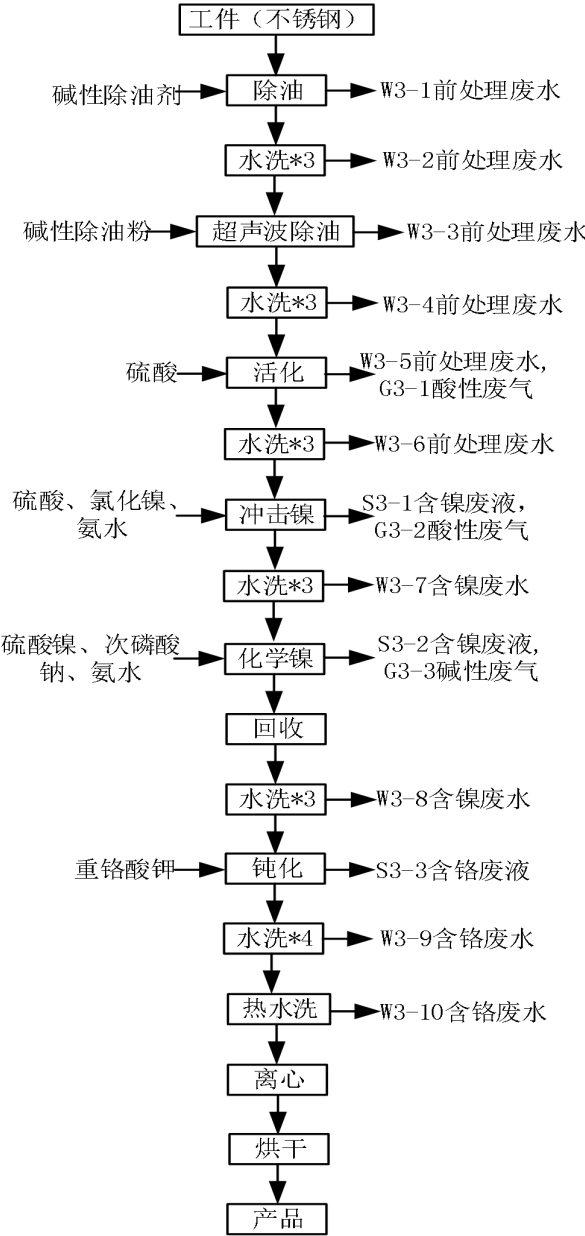 工件（不锈钢）
碱性除油剂
除油
W3-1前处理废水
水洗*3
W3-2前处理废水
碱性除油粉
超声波除油
W3-3前处理废水
水洗*3
W3-4前处理废水
硫酸
活化
W3-5前处理废水,
G3-1酸性废气
水洗*3
W3-6前处理废水
硫酸、氯化镍、
氨水
冲击镍
S3-1含镍废液，
G3-2酸性废气
水洗*3
W3-7含镍废水
硫酸镍、次磷酸
钠、氨水
化学镍
S3-2含镍废液,
G3-3碱性废气
回收
水洗*3
W3-8含镍废水
重铬酸钾
钝化
S3-3含铬废液
水洗*4
W3-9含铬废水
热水洗
W3-10含铬废水
离心
烘干
产品